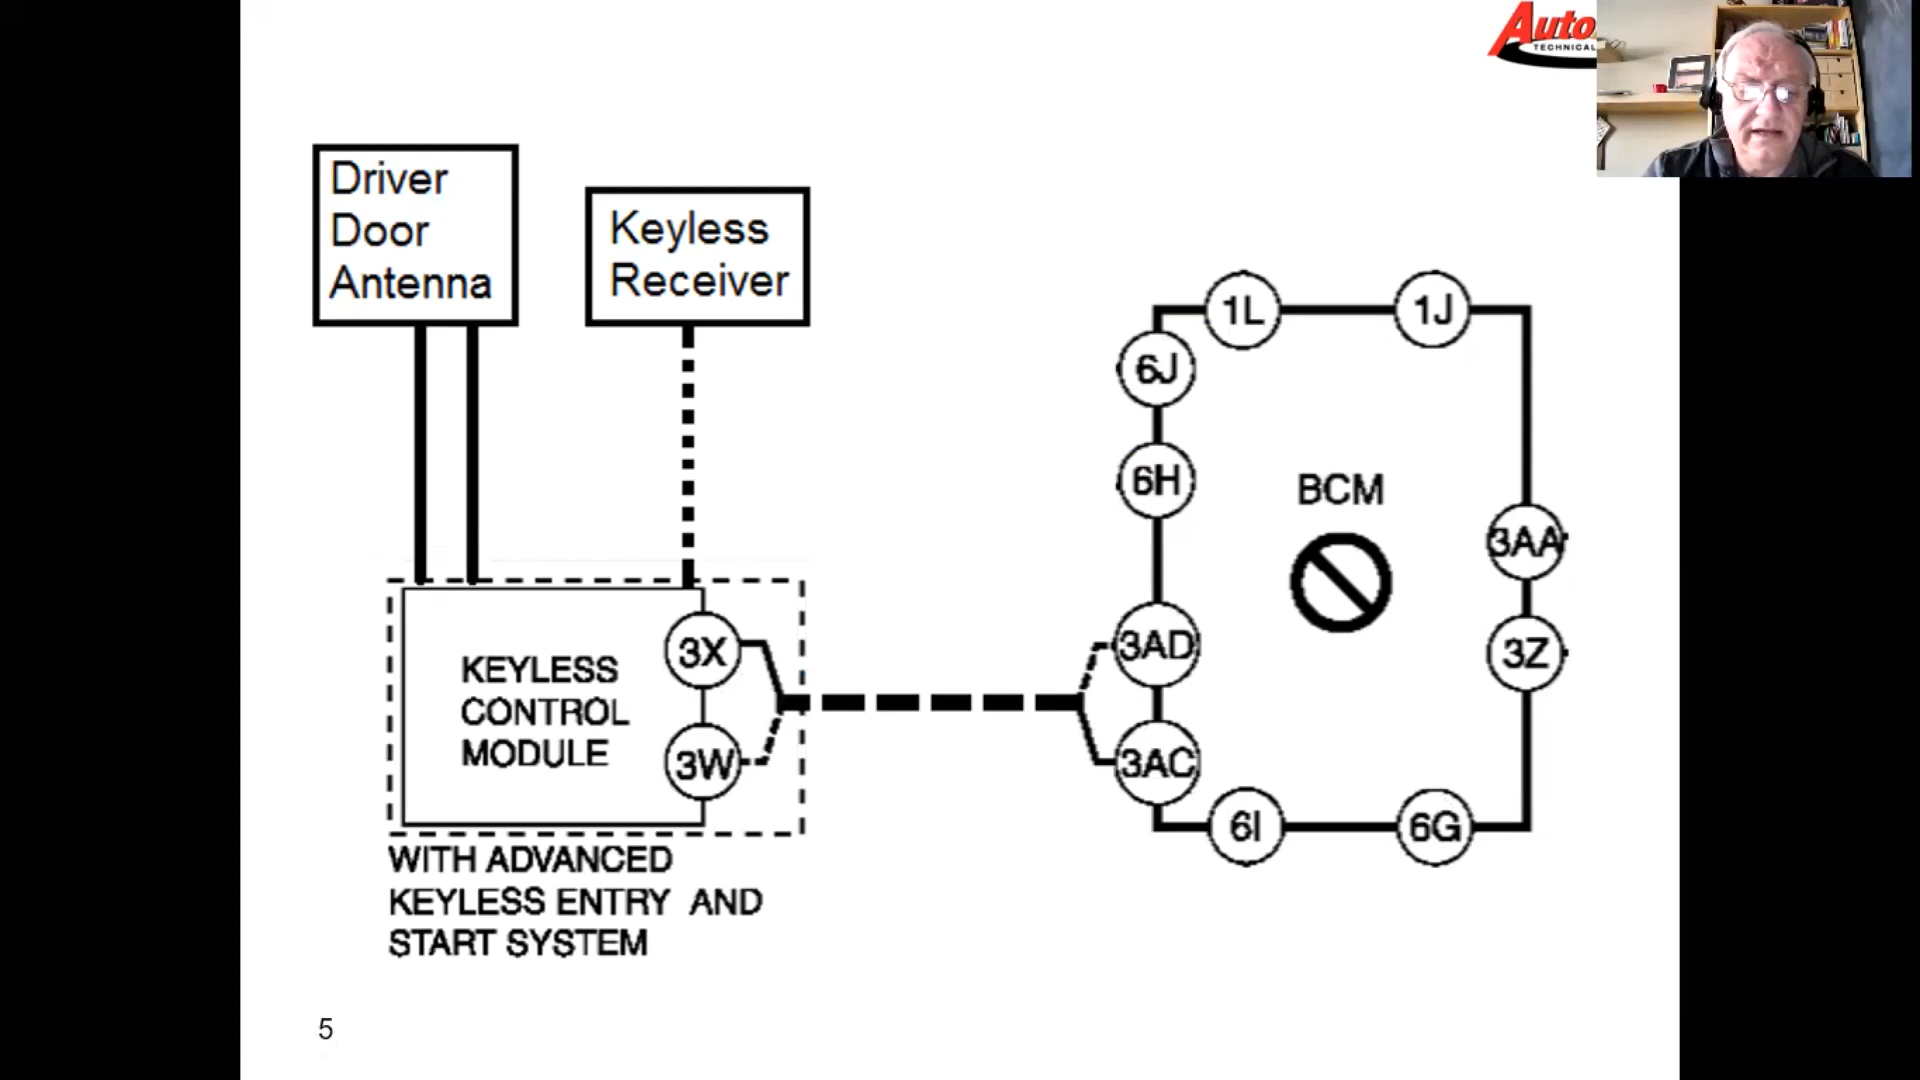 Auto
TECHNICAL
Driver
Door
Antenna
Keyless
Receiver
1L
1J
6J
6H
BCM
3AA
3AD
3Z
3AC
6I
6G
3X
KEYLESS
CONTROL
MODULE
3W
WITH ADVANCED
KEYLESS ENTRY AND
START SYSTEM
5